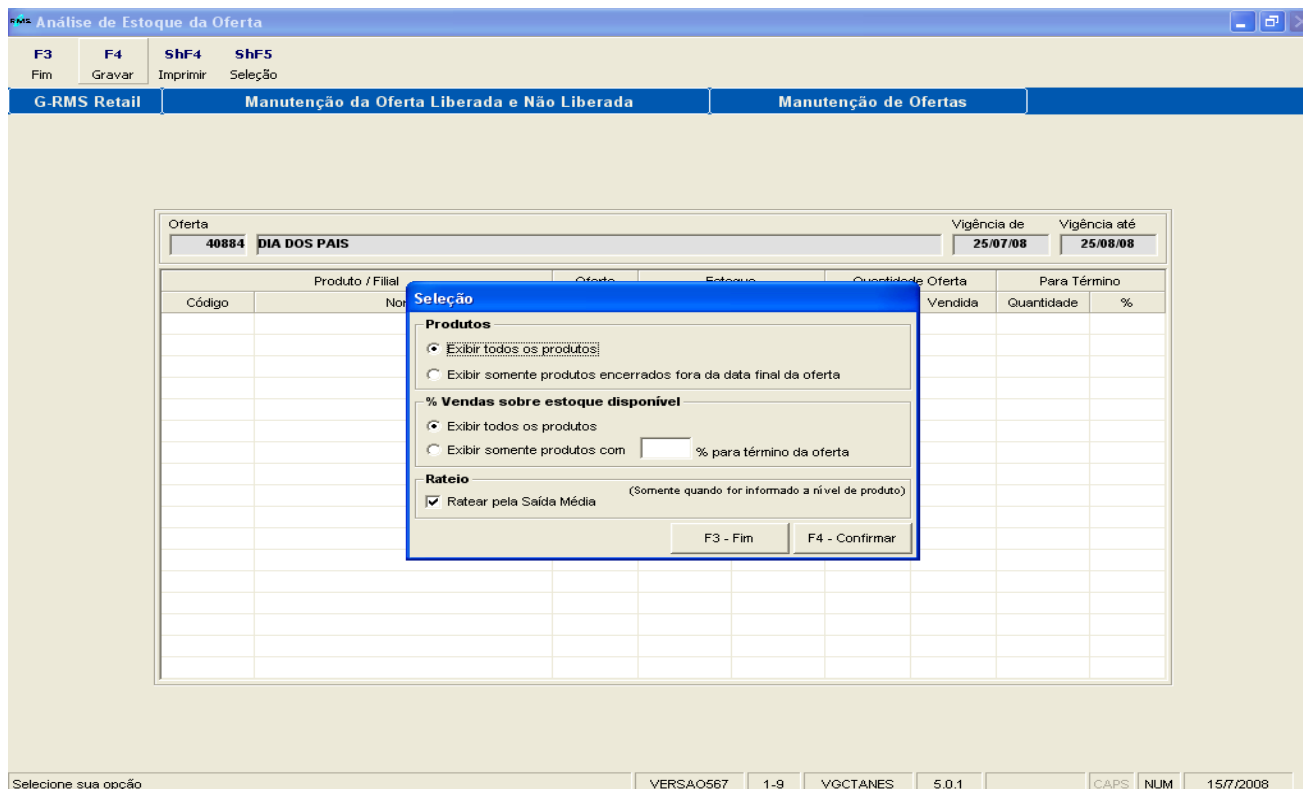 RMS Análise de Estoque da Oferta
F3 F4 ShF4 ShF5
Fim Gravar Imprimir Seleção
G-RMS Retail Manutenção da Oferta Liberada e Não Liberada Manutenção de Ofertas
Oferta Vigência de Vigência até
40884 DIA DOS PAIS 25/07/08 25/08/08
Produto / Filial Oferta Estoque Quantidade Oferta Para Término
Código Vendida Quantidade %
Seleção
Produtos
Exibir todos os produtos
Exibir somente produtos encerrados fora da data final da oferta
% Vendas sobre estoque disponível
Exibir todos os produtos
Exibir somente produtos com % para término da oferta
Rateio
(Somente quando for informado a nível de produto)
Ratear pela Saída Média
F3 - Fim F4 - Confirmar
Selecione sua opção VERSAO567 1-9 VGCTANES 5.0.1 CAPS NUM 15/7/2008